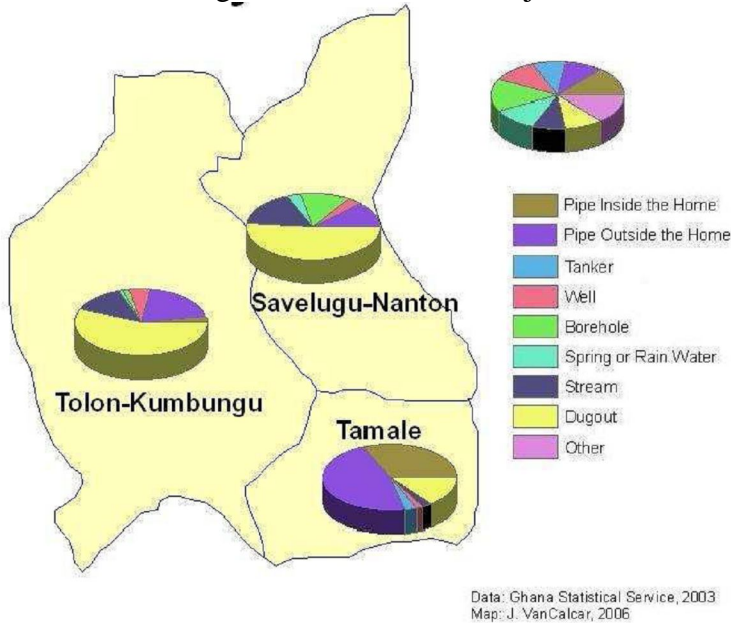 Savelugu-Nanton
Tolon-Kumbungu
Tamale
Pipe Inside the Home
Pipe Outside the Home
Tanker
Well
Borehole
Spring or Rain Water
Stream
Dugout
Other
Data: Ghana Statistical Service, 2003
Map: J. VanCalcar, 2006